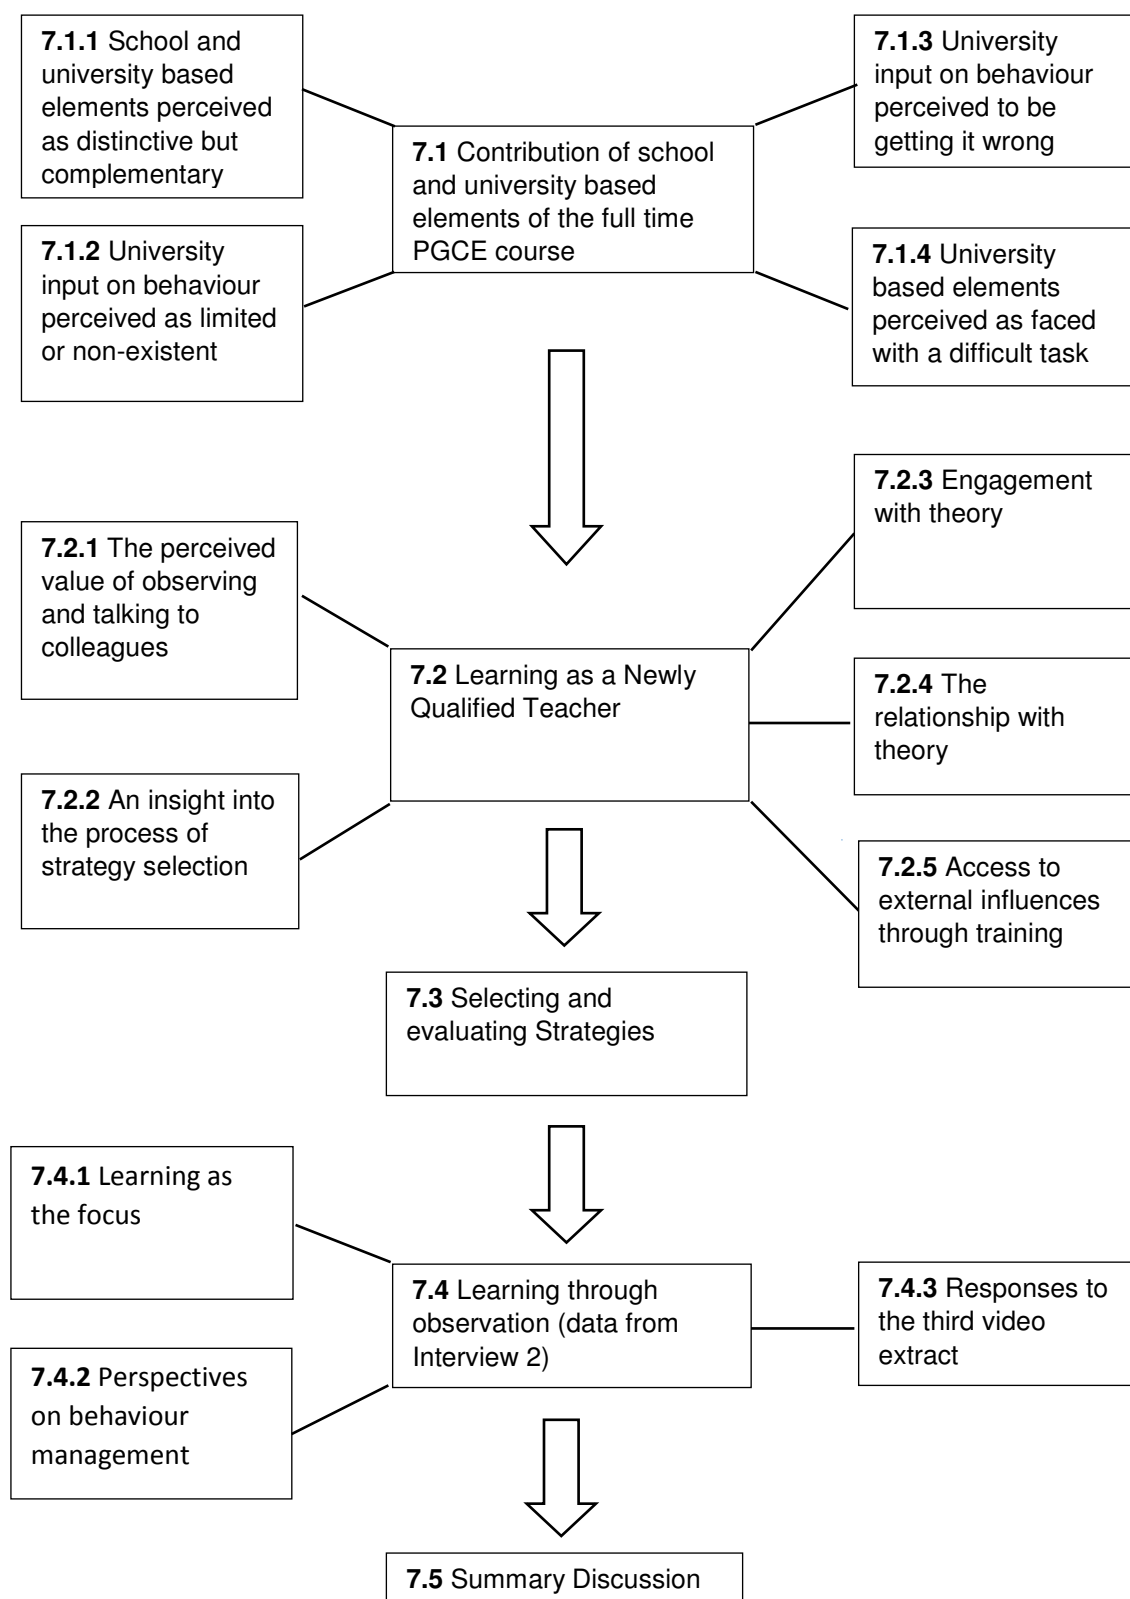 7.1.1 School and
university based
elements perceived
as distinctive but
complementary
7.1.3 University
input on behaviour
perceived to be
getting it wrong
7.1 Contribution of school
and university based
elements of the full time
PGCE course
7.1.2 University
input on behaviour
perceived as limited
or non-existent
7.1.4 University
based elements
perceived as faced
with a difficult task
7.2.3 Engagement
with theory
7.2.1 The perceived
value of observing
and talking to
colleagues
7.2 Learning as a Newly
Qualified Teacher
7.2.4 The
relationship with
theory
7.2.2 An insight into
the process of
strategy selection
7.2.5 Access to
external influences
through training
7.3 Selecting and
evaluating Strategies
7.4.1 Learning as
the focus
7.4 Learning through
observation (data from
Interview 2)
7.4.3 Responses to
the third video
extract
7.4.2 Perspectives
on behaviour
management
7.5 Summary Discussion